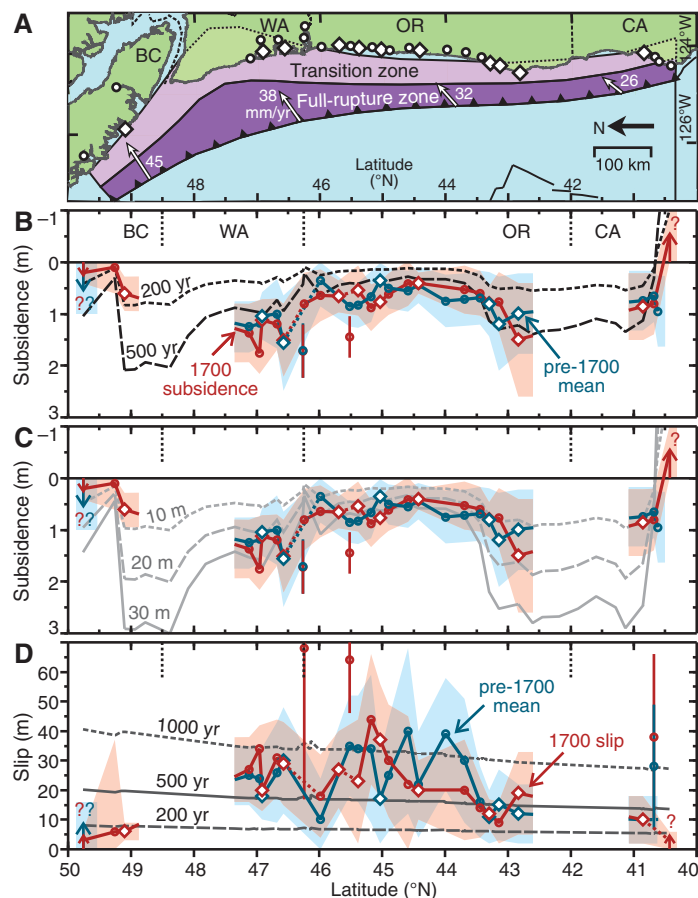 A
BC
WA
OR
CA
Transition zone
Full-rupture zone
38
mm/yr
32
26
45
N
100 km
Latitude
(°N)
48
46
44
42
124°W
126°W
B
BC
WA
OR
CA
–1
0
1
2
3
Subsidence (m)
200 yr
500 yr
??
?
1700
subsidence
pre-1700
mean
C
–1
0
1
2
3
Subsidence (m)
10 m
20 m
30 m
??
?
D
70
60
50
40
30
20
10
0
Slip (m)
1000 yr
500 yr
200 yr
pre-1700
mean
1700 slip
??
?
50 49 48 47 46 45 44 43 42 41 40
Latitude (°N)